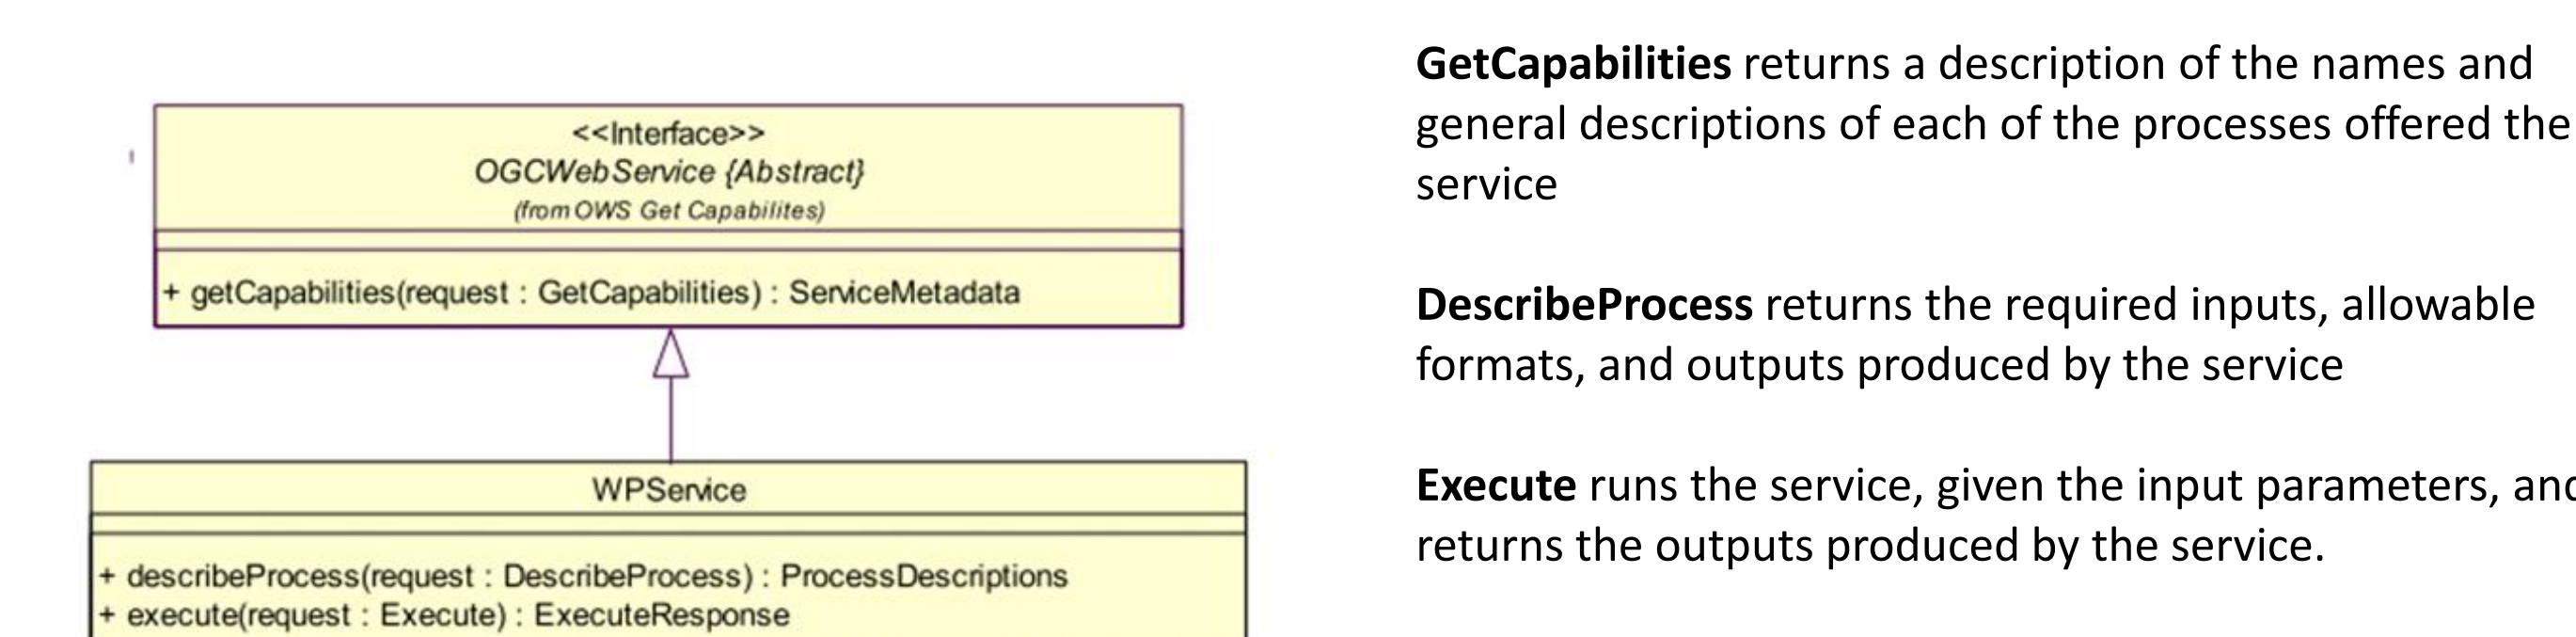 <<Interface>>
OGCWebService {Abstract}
(from OWS Get Capabilites)
+ getCapabilities(request : GetCapabilities) : ServiceMetadata
WPService
+ describeProcess(request : DescribeProcess) : ProcessDescriptions
+ execute(request : Execute) : ExecuteResponse
GetCapabilities returns a description of the names and
general descriptions of each of the processes offered the
service
DescribeProcess returns the required inputs, allowable
formats, and outputs produced by the service
Execute runs the service, given the input parameters, and
returns the outputs produced by the service.